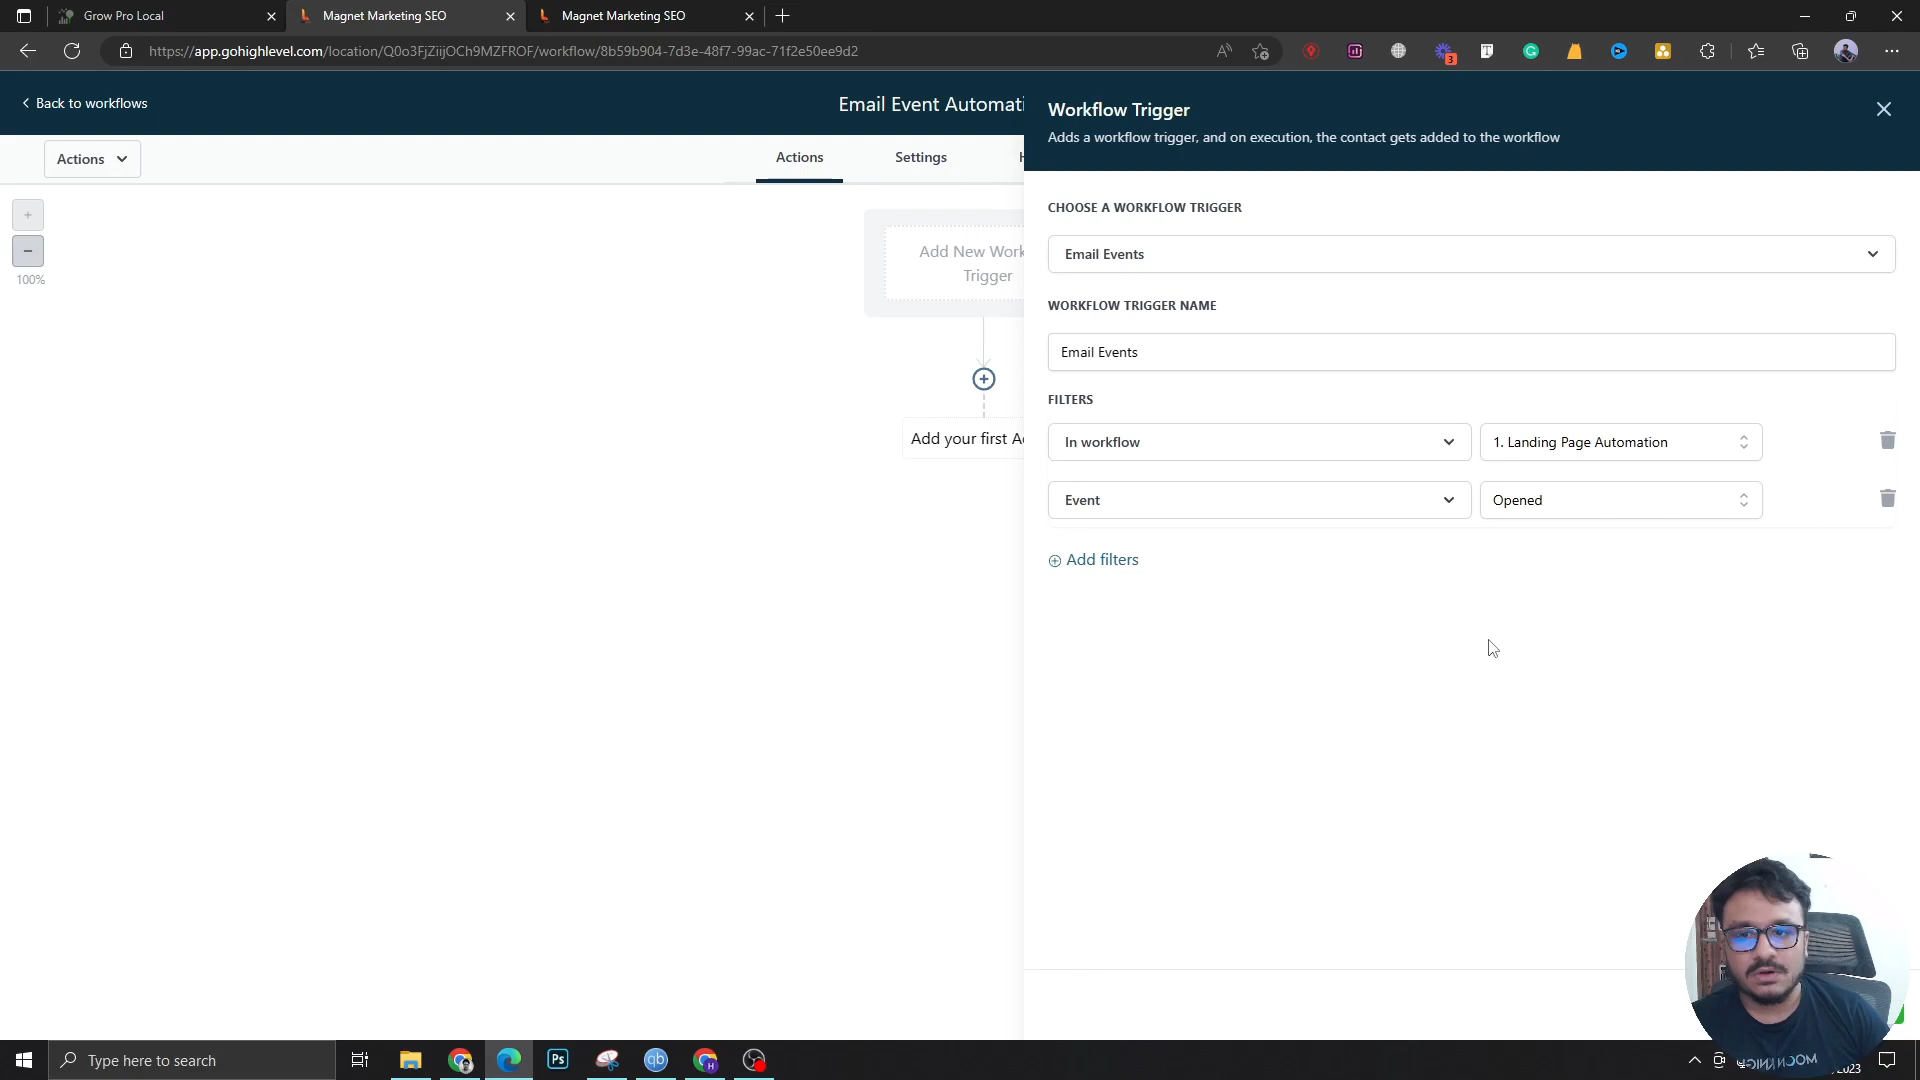 Grow Pro Local
Magnet Marketing SEO
Magnet Marketing SEO
https://app.gohighlevel.com/location/Q0o3FjZiijOCh9MZFROF/workflow/8b59b904-7d3e-48f7-99ac-71f2e50ee9d2
3
Back to workflows
Email Event Automati
Workflow Trigger
Adds a workflow trigger, and on execution, the contact gets added to the workflow
Actions
Actions
Settings
H
100%
Add New Work
Trigger
Add your first Ac
CHOOSE A WORKFLOW TRIGGER
Email Events
WORKFLOW TRIGGER NAME
Email Events
FILTERS
In workflow
1. Landing Page Automation
Event
Opened
Add filters
Type here to search
Ps
qb
H